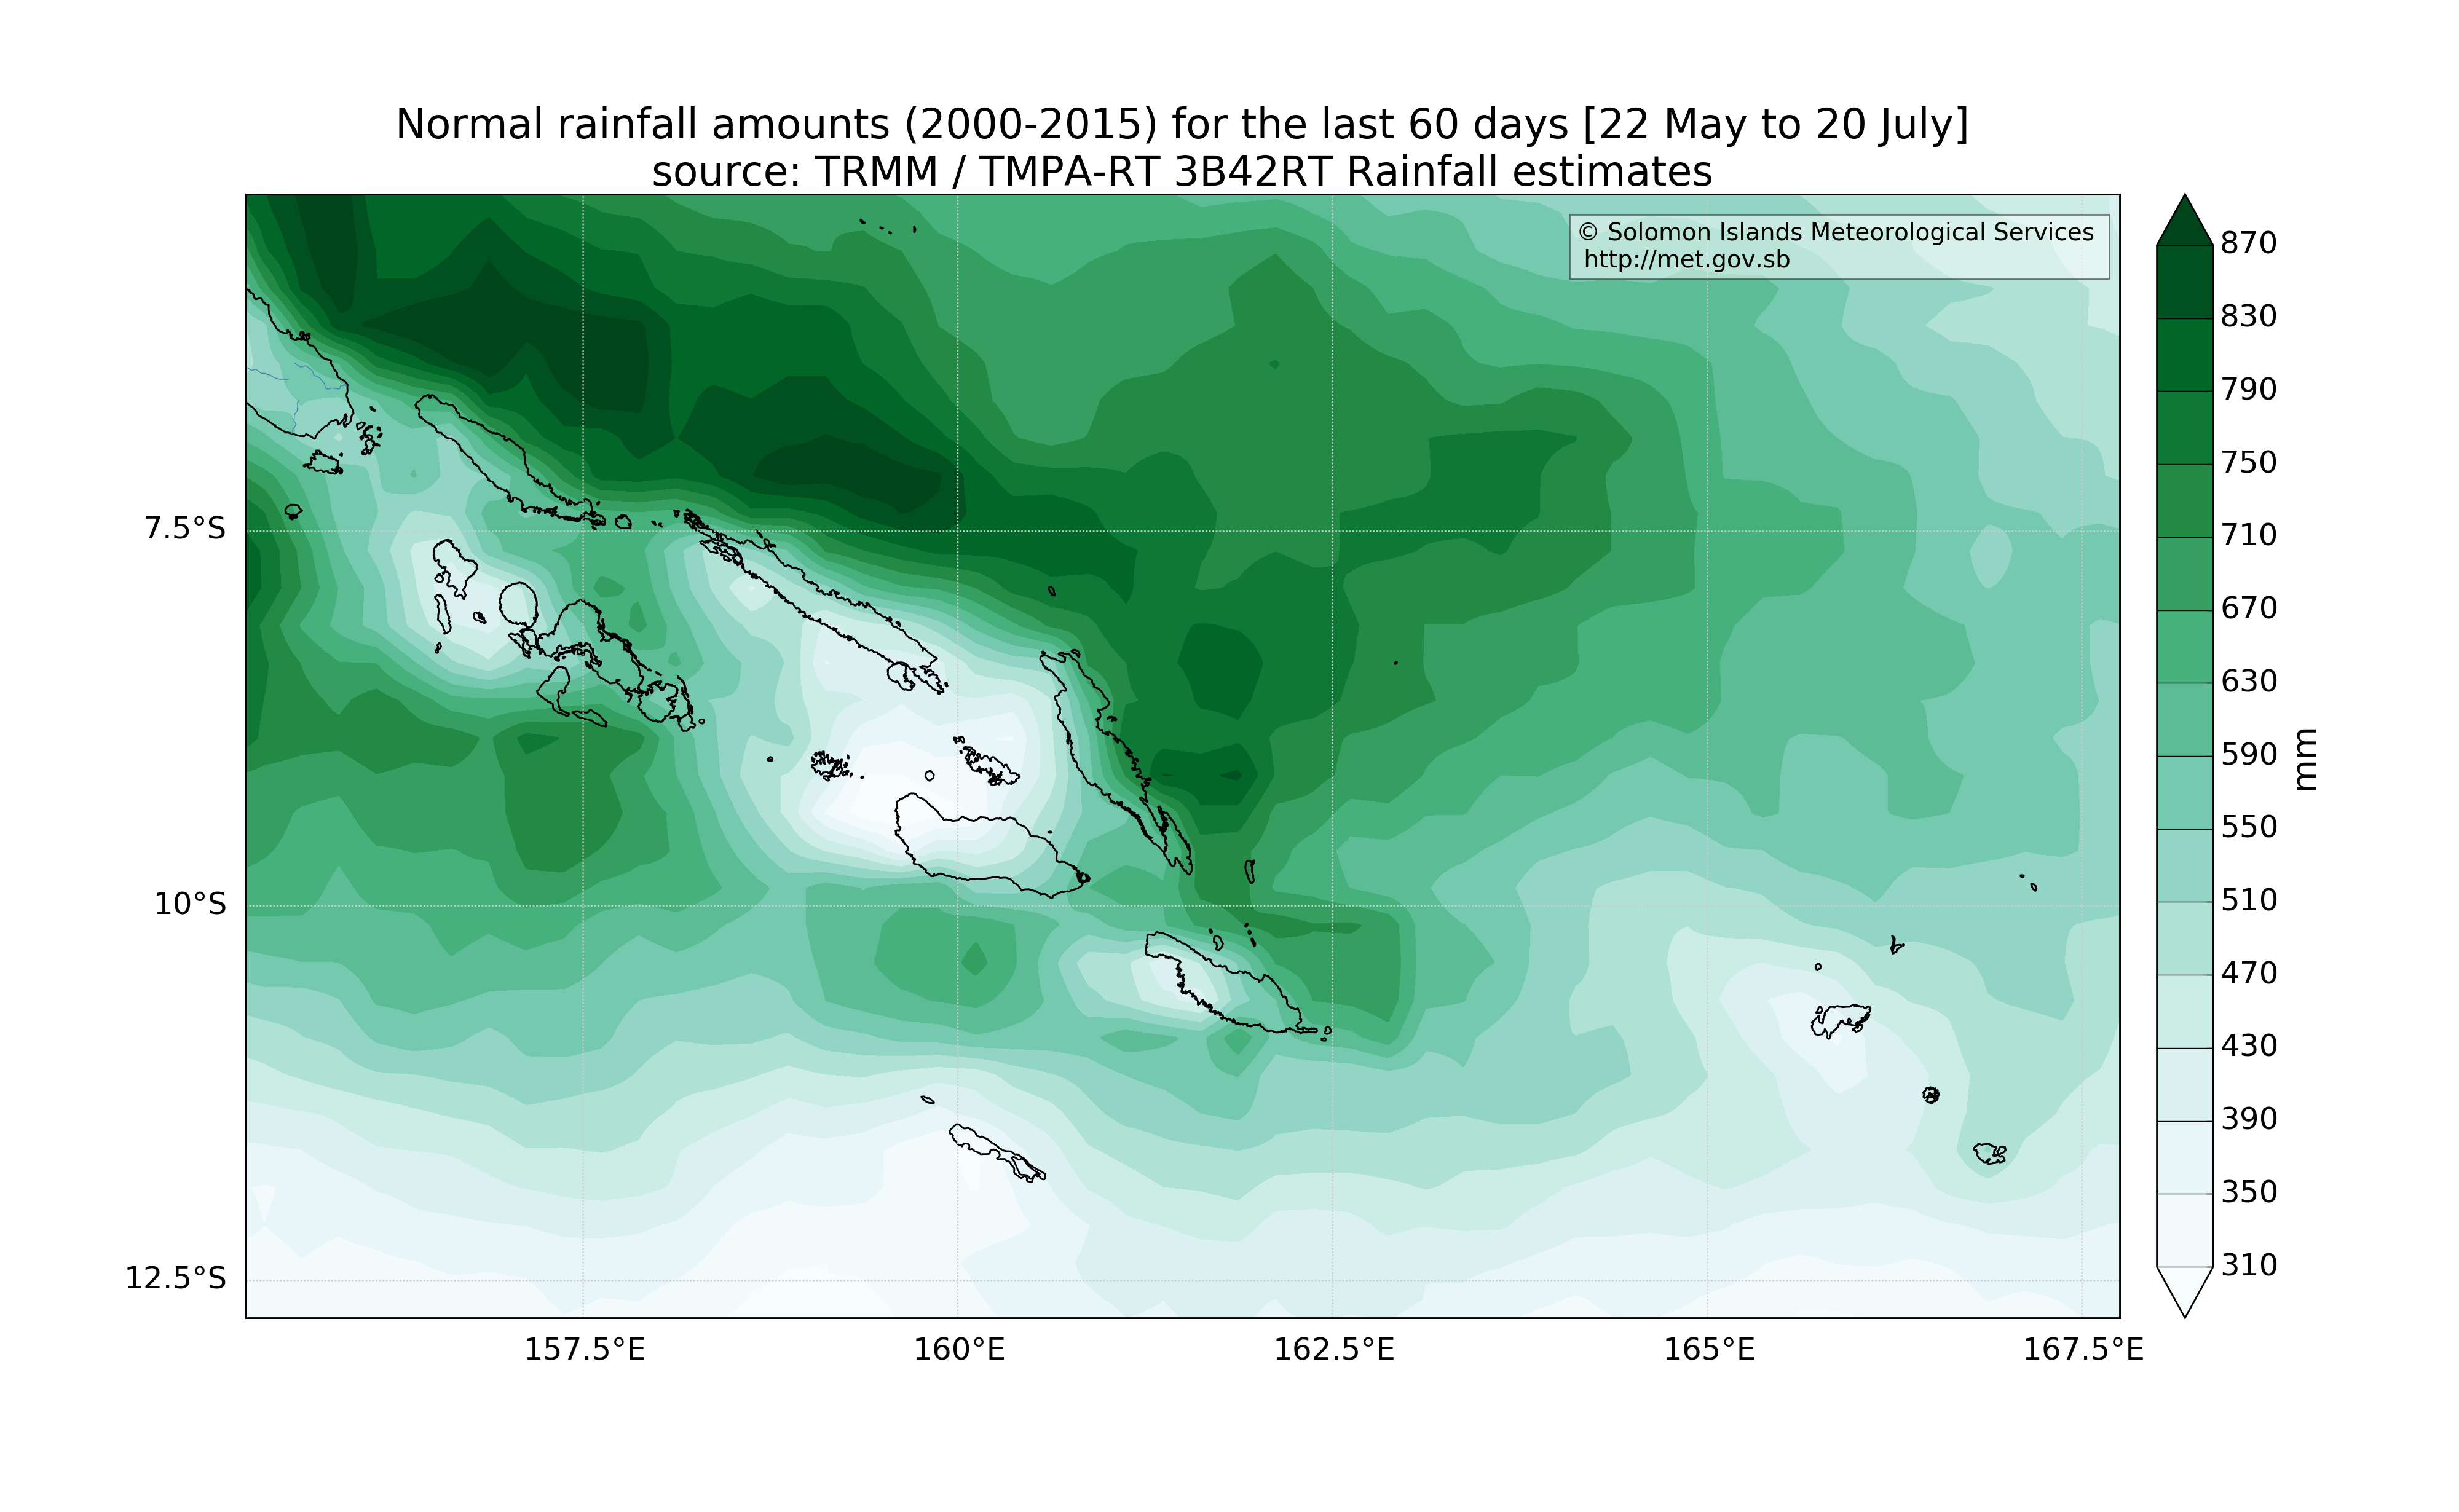 Normal rainfall amounts (2000-2015) for the last 60 days [22 May to 20 July]
source: TRMM / TMPA-RT 3B42RT Rainfall estimates
© Solomon Islands Meteorological Services
http://met.gov.sb
870
830
790
750
710
670
630
590
550
510
470
430
390
350
310
mm
7.5°S
10°S
12.5°S
157.5°E
160°E
162.5°E
165°E
167.5°E